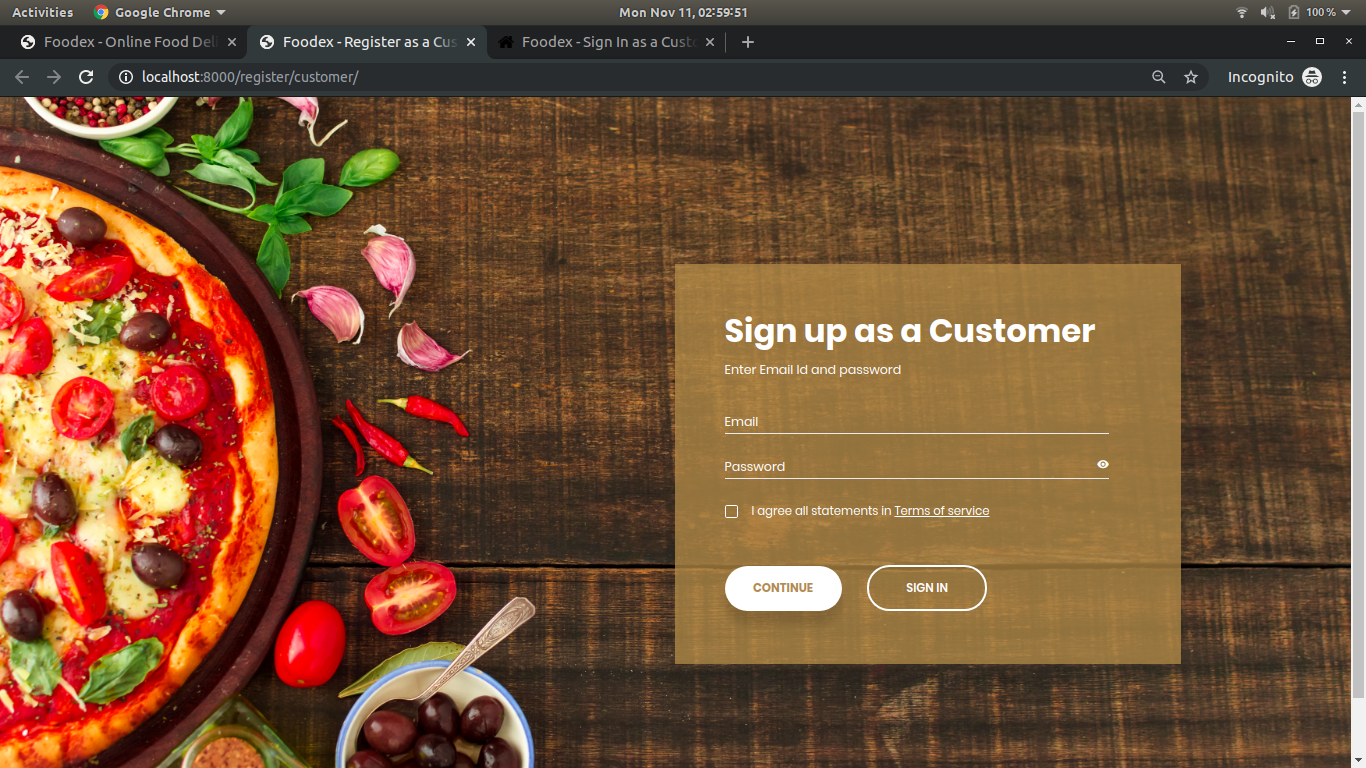 Activities Google Chrome Mon Nov 11, 02:59:51 100%
Foodex - Online Food Deli Foodex - Register as a Cus Foodex - Sign In as a Custo
localhost:8000/register/customer/ Incognito
Sign up as a Customer
Enter Email Id and password
Email
Password
I agree all statements in Terms of service
CONTINUE SIGN IN